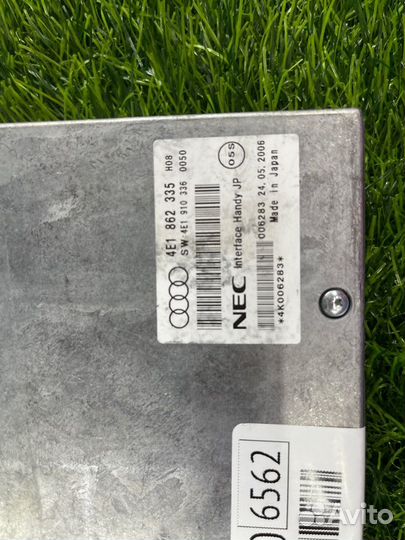 4E1 862 335 H08
SW 4E1 910 336 0050
NEC Interface Handy JP
05S
006283 24.05.2006
*4K006283* Made in Japan
6562
Avito